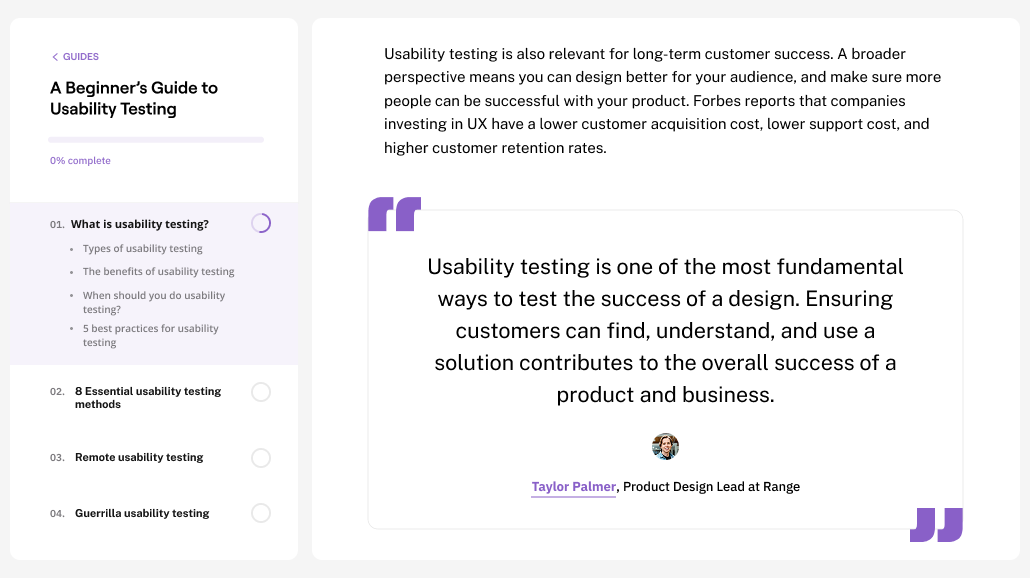 GUIDES
A Beginner’s Guide to
Usability Testing
0% complete
01. What is usability testing?
• Types of usability testing
• The benefits of usability testing
• When should you do usability
testing?
• 5 best practices for usability
testing
02. 8 Essential usability testing
methods
03. Remote usability testing
04. Guerrilla usability testing
Usability testing is also relevant for long-term customer success. A broader
perspective means you can design better for your audience, and make sure more
people can be successful with your product. Forbes reports that companies
investing in UX have a lower customer acquisition cost, lower support cost, and
higher customer retention rates.
Usability testing is one of the most fundamental
ways to test the success of a design. Ensuring
customers can find, understand, and use a
solution contributes to the overall success of a
product and business.
Taylor Palmer, Product Design Lead at Range